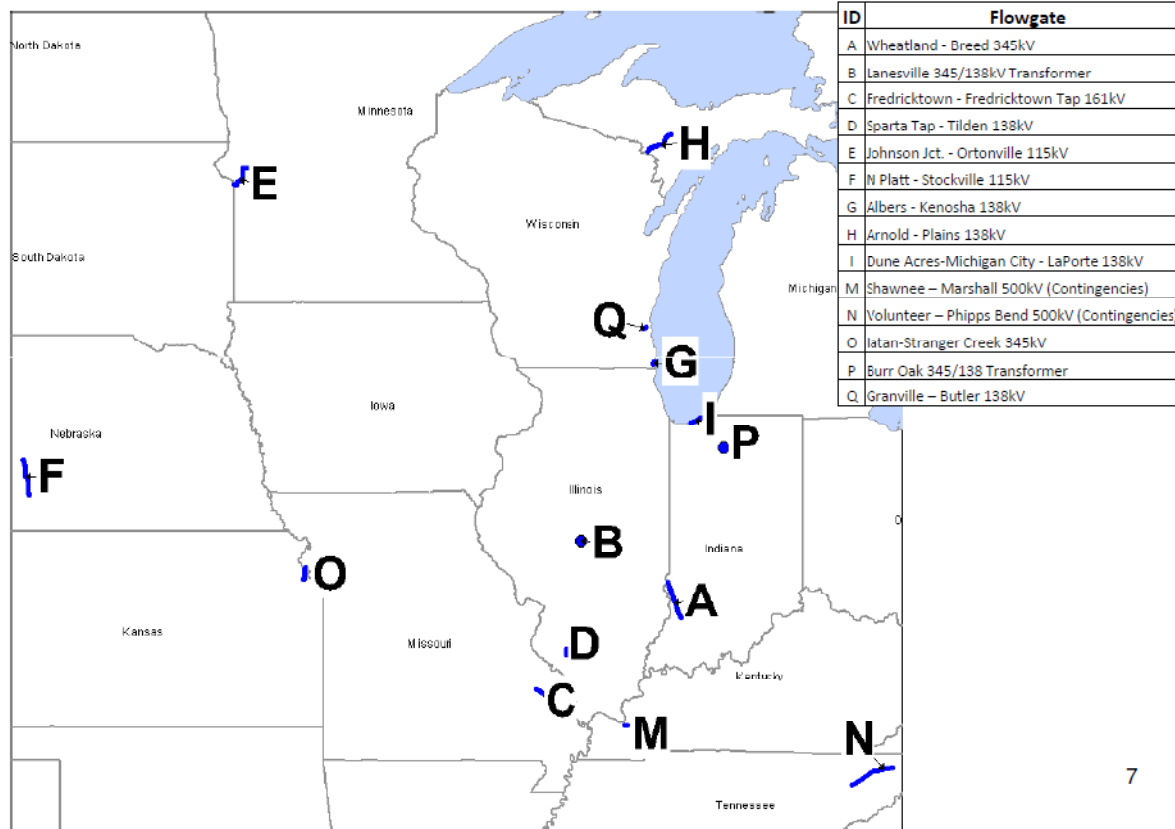 ID Flowgate
A Wheatland - Breed 345kV
B Lanesville 345/138kV Transformer
C Fredricktown - Fredricktown Tap 161kV
D Sparta Tap - Tilden 138kV
E Johnson Jct. - Ortonville 115kV
F N Platt - Stockville 115kV
G Albers - Kenosha 138kV
H Arnold - Plains 138kV
I Dune Acres-Michigan City - LaPorte 138kV
M Shawnee – Marshall 500kV (Contingencies)
N Volunteer – Phipps Bend 500kV (Contingencies)
O Iatan-Stranger Creek 345kV
P Burr Oak 345/138 Transformer
Q Granville – Butler 138kV
North Dakota
Minnesota
H
E
Wisconsin
South Dakota
Michigan
Q
G
Iowa
I
Nebraska
P
F
Illinois
B
Indiana
O
A
Kansas
Missouri
D
Kentucky
C
M
N
Tennessee
7